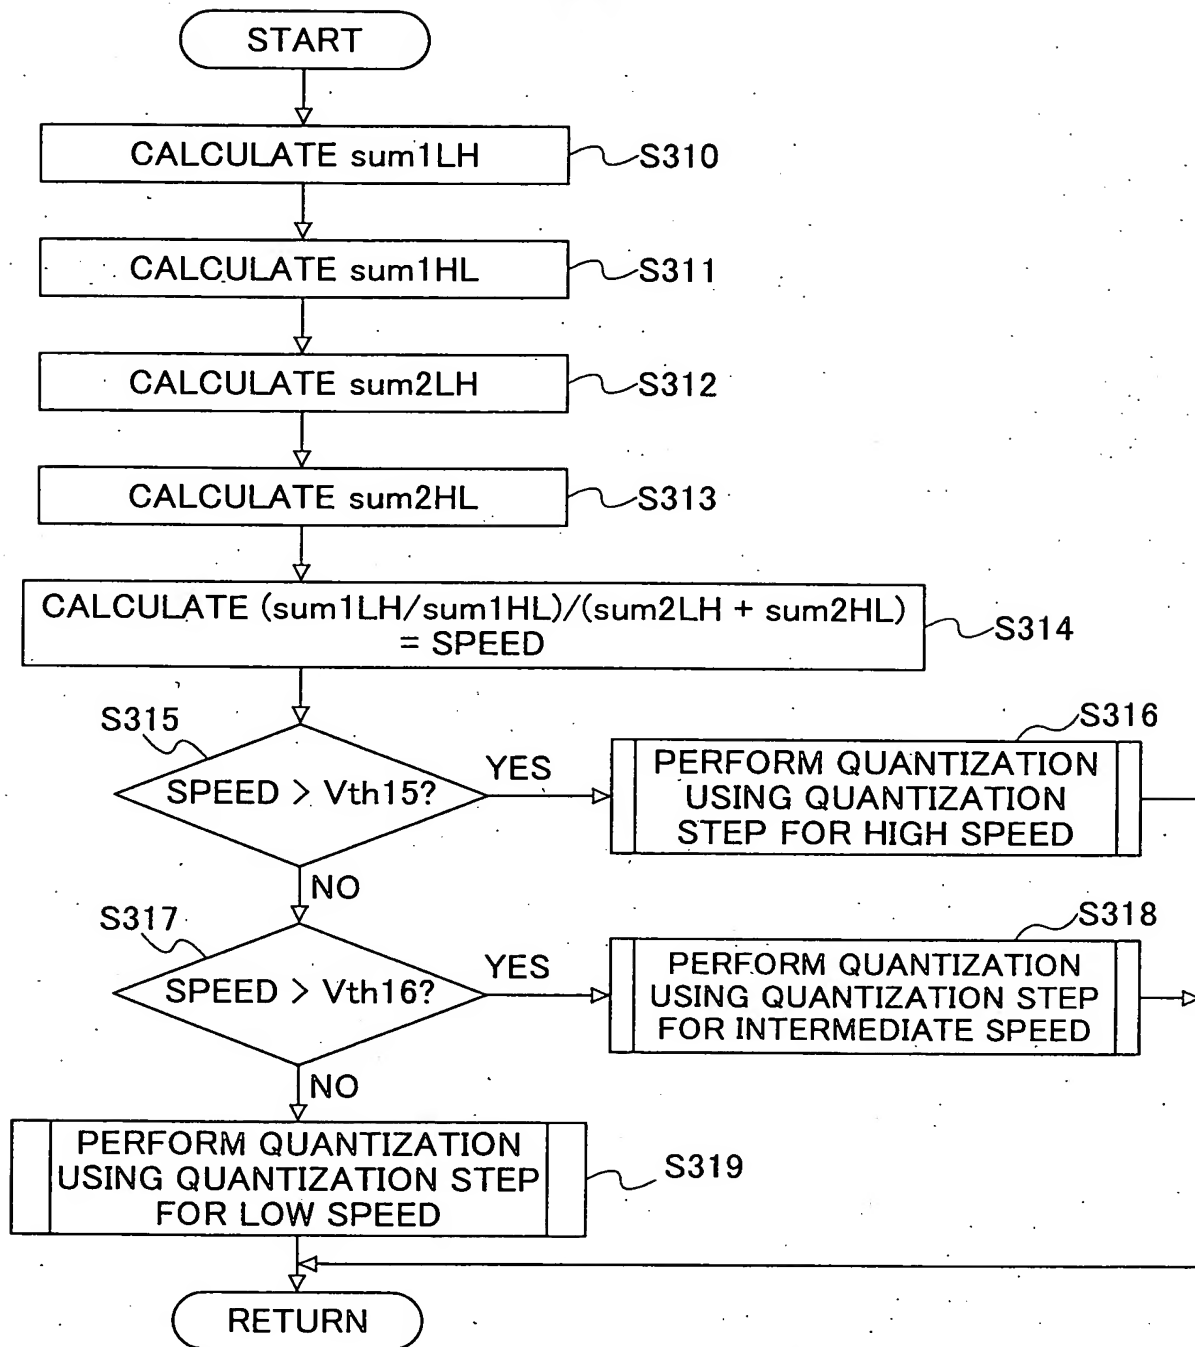 START
CALCULATE sum1LH
S310
CALCULATE sum1HL
S311
CALCULATE sum2LH
S312
CALCULATE sum2HL
S313
CALCULATE (sum1LH/sum1HL)/(sum2LH + sum2HL)
= SPEED
S314
S315
SPEED > Vth15?
YES
NO
S316
PERFORM QUANTIZATION
USING QUANTIZATION
STEP FOR HIGH SPEED
S317
SPEED > Vth16?
YES
NO
S318
PERFORM QUANTIZATION
USING QUANTIZATION STEP
FOR INTERMEDIATE SPEED
PERFORM QUANTIZATION
USING QUANTIZATION STEP
FOR LOW SPEED
S319
RETURN